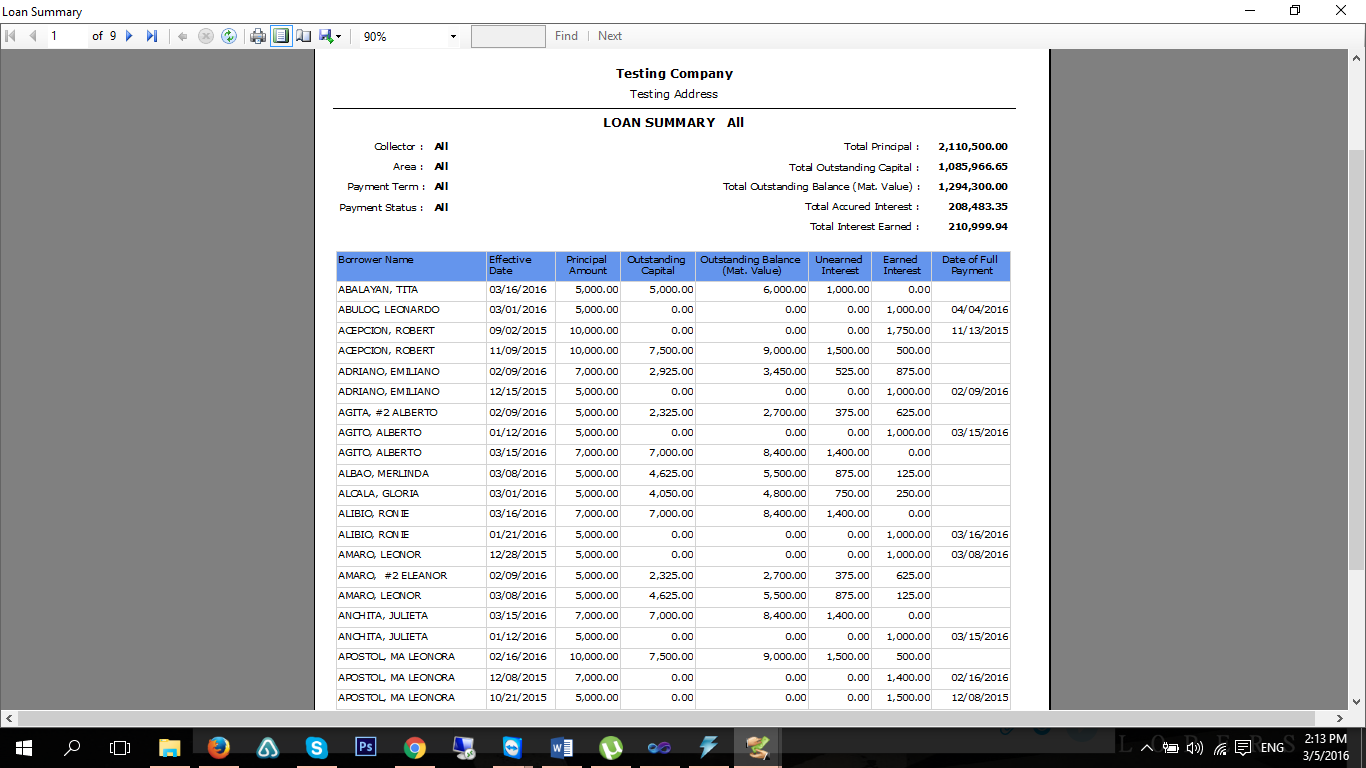 Loan Summary
1 of 9 90% Find | Next
Testing Company
Testing Address
LOAN SUMMARY All
Collector : All Total Principal : 2,110,500.00
Area : All Total Outstanding Capital : 1,085,966.65
Payment Term : All Total Outstanding Balance (Mat. Value) : 1,294,300.00
Payment Status : All Total Accured Interest : 208,483.35
Total Interest Earned : 210,999.94
Borrower Name Effective Principal Outstanding Outstanding Balance Unearned Earned Date of Full
Date Amount Capital (Mat. Value) Interest Interest Payment
ABALAYAN, TITA 03/16/2016 5,000.00 5,000.00 6,000.00 1,000.00 0.00
ABULOC, LEONARDO 03/01/2016 5,000.00 0.00 0.00 0.00 1,000.00 04/04/2016
ACEPCION, ROBERT 09/02/2015 10,000.00 0.00 0.00 0.00 1,750.00 11/13/2015
ACEPCION, ROBERT 11/09/2015 10,000.00 7,500.00 9,000.00 1,500.00 500.00
ADRIANO, EMILIANO 02/09/2016 7,000.00 2,925.00 3,450.00 525.00 875.00
ADRIANO, EMILIANO 12/15/2015 5,000.00 0.00 0.00 0.00 1,000.00 02/09/2016
AGITA, #2 ALBERTO 02/09/2016 5,000.00 2,325.00 2,700.00 375.00 625.00
AGITO, ALBERTO 01/12/2016 5,000.00 0.00 0.00 0.00 1,000.00 03/15/2016
AGITO, ALBERTO 03/15/2016 7,000.00 7,000.00 8,400.00 1,400.00 0.00
ALBAO, MERLINDA 03/08/2016 5,000.00 4,625.00 5,500.00 875.00 125.00
ALCALA, GLORIA 03/01/2016 5,000.00 4,050.00 4,800.00 750.00 250.00
ALIBIO, RONIE 03/16/2016 7,000.00 7,000.00 8,400.00 1,400.00 0.00
ALIBIO, RONIE 01/21/2016 5,000.00 0.00 0.00 0.00 1,000.00 03/16/2016
AMARO, LEONOR 12/28/2015 5,000.00 0.00 0.00 0.00 1,000.00 03/08/2016
AMARO, #2 ELEANOR 02/09/2016 5,000.00 2,325.00 2,700.00 375.00 625.00
AMARO, LEONOR 03/08/2016 5,000.00 4,625.00 5,500.00 875.00 125.00
ANCHITA, JULIETA 03/15/2016 7,000.00 7,000.00 8,400.00 1,400.00 0.00
ANCHITA, JULIETA 01/12/2016 5,000.00 0.00 0.00 0.00 1,000.00 03/15/2016
APOSTOL, MA LEONORA 02/16/2016 10,000.00 7,500.00 9,000.00 1,500.00 500.00
APOSTOL, MA LEONORA 12/08/2015 7,000.00 0.00 0.00 0.00 1,400.00 02/16/2016
APOSTOL, MA LEONORA 10/21/2015 5,000.00 0.00 0.00 0.00 1,500.00 12/08/2015
Ps ENG 2:13 PM
3/5/2016